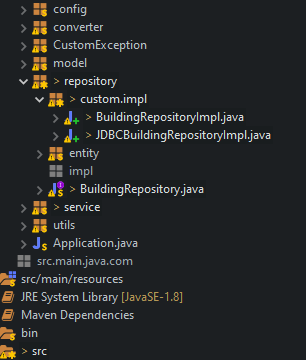 config
converter
CustomException
model
> repository
> custom.impl
> BuildingRepositoryImpl.java
> JDBCBuildingRepositoryImpl.java
entity
impl
> BuildingRepository.java
> service
utils
Application.java
src.main.java.com
src/main/resources
JRE System Library [JavaSE-1.8]
Maven Dependencies
bin
> src